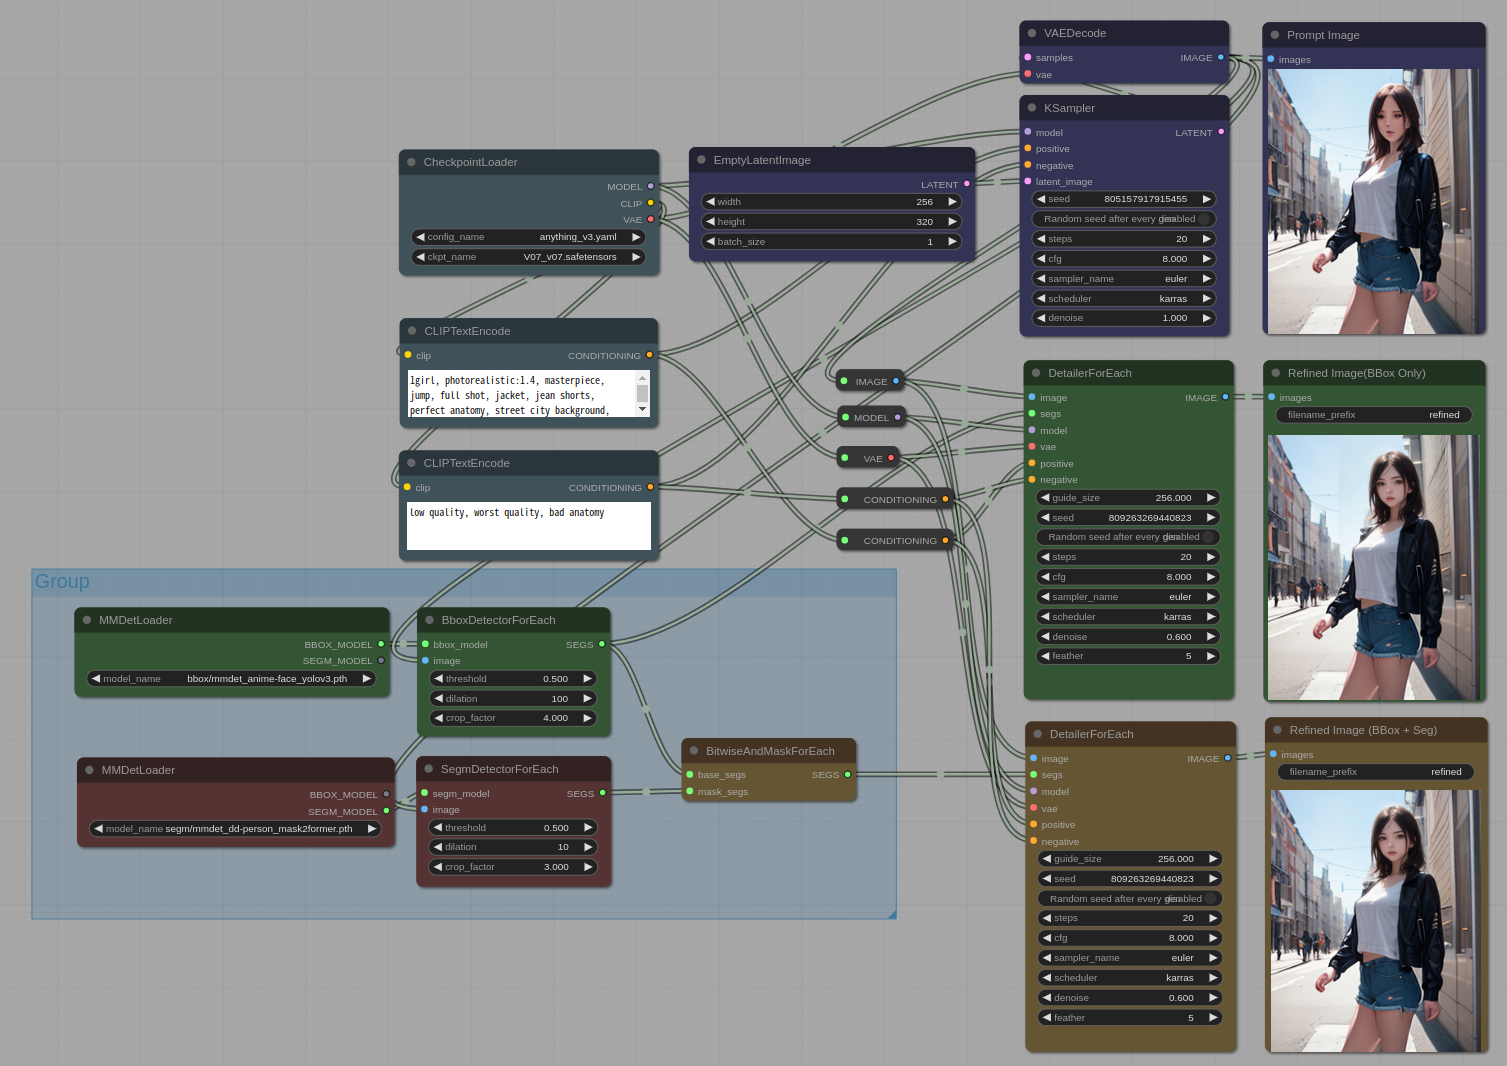 VAEDecode
samples IMAGE
vae
Prompt Image
images
KSampler
model LATENT
positive
negative
latent_image
seed 805157917915455
Random seed after every disabled
steps 20
cfg 8.000
sampler_name euler
scheduler karras
denoise 1.000
CheckpointLoader
MODEL
CLIP
VAE
config_name anything_v3.yaml
ckpt_name V07_v07.safetensors
EmptyLatentImage
LATENT
width 256
height 320
batch_size 1
CLIPTextEncode
clip CONDITIONING
1girl, photorealistic:1.4, masterpiece,
jump, full shot, jacket, jean shorts,
perfect anatomy, street city background,
CLIPTextEncode
clip CONDITIONING
low quality, worst quality, bad anatomy
IMAGE
MODEL
VAE
CONDITIONING
CONDITIONING
DetailerForEach
image IMAGE
segs
model
vae
positive
negative
guide_size 256.000
seed 809263269440823
Random seed after every disabled
steps 20
cfg 8.000
sampler_name euler
scheduler karras
denoise 0.600
feather 5
Refined Image(BBox Only)
images
filename_prefix refined
Group
MMDetLoader
BBOX_MODEL
SEGM_MODEL
model_name bbox/mmdet_anime-face_yolov3.pth
BboxDetectorForEach
bbox_model SEGS
image
threshold 0.500
dilation 100
crop_factor 4.000
MMDetLoader
BBOX_MODEL
SEGM_MODEL
model_name segm/mmdet_dd-person_mask2former.pth
SegmDetectorForEach
segm_model SEGS
image
threshold 0.500
dilation 10
crop_factor 3.000
BitwiseAndMaskForEach
base_segs SEGS
mask_segs
DetailerForEach
image IMAGE
segs
model
vae
positive
negative
guide_size 256.000
seed 809263269440823
Random seed after every disabled
steps 20
cfg 8.000
sampler_name euler
scheduler karras
denoise 0.600
feather 5
Refined Image (BBox + Seg)
images
filename_prefix refined